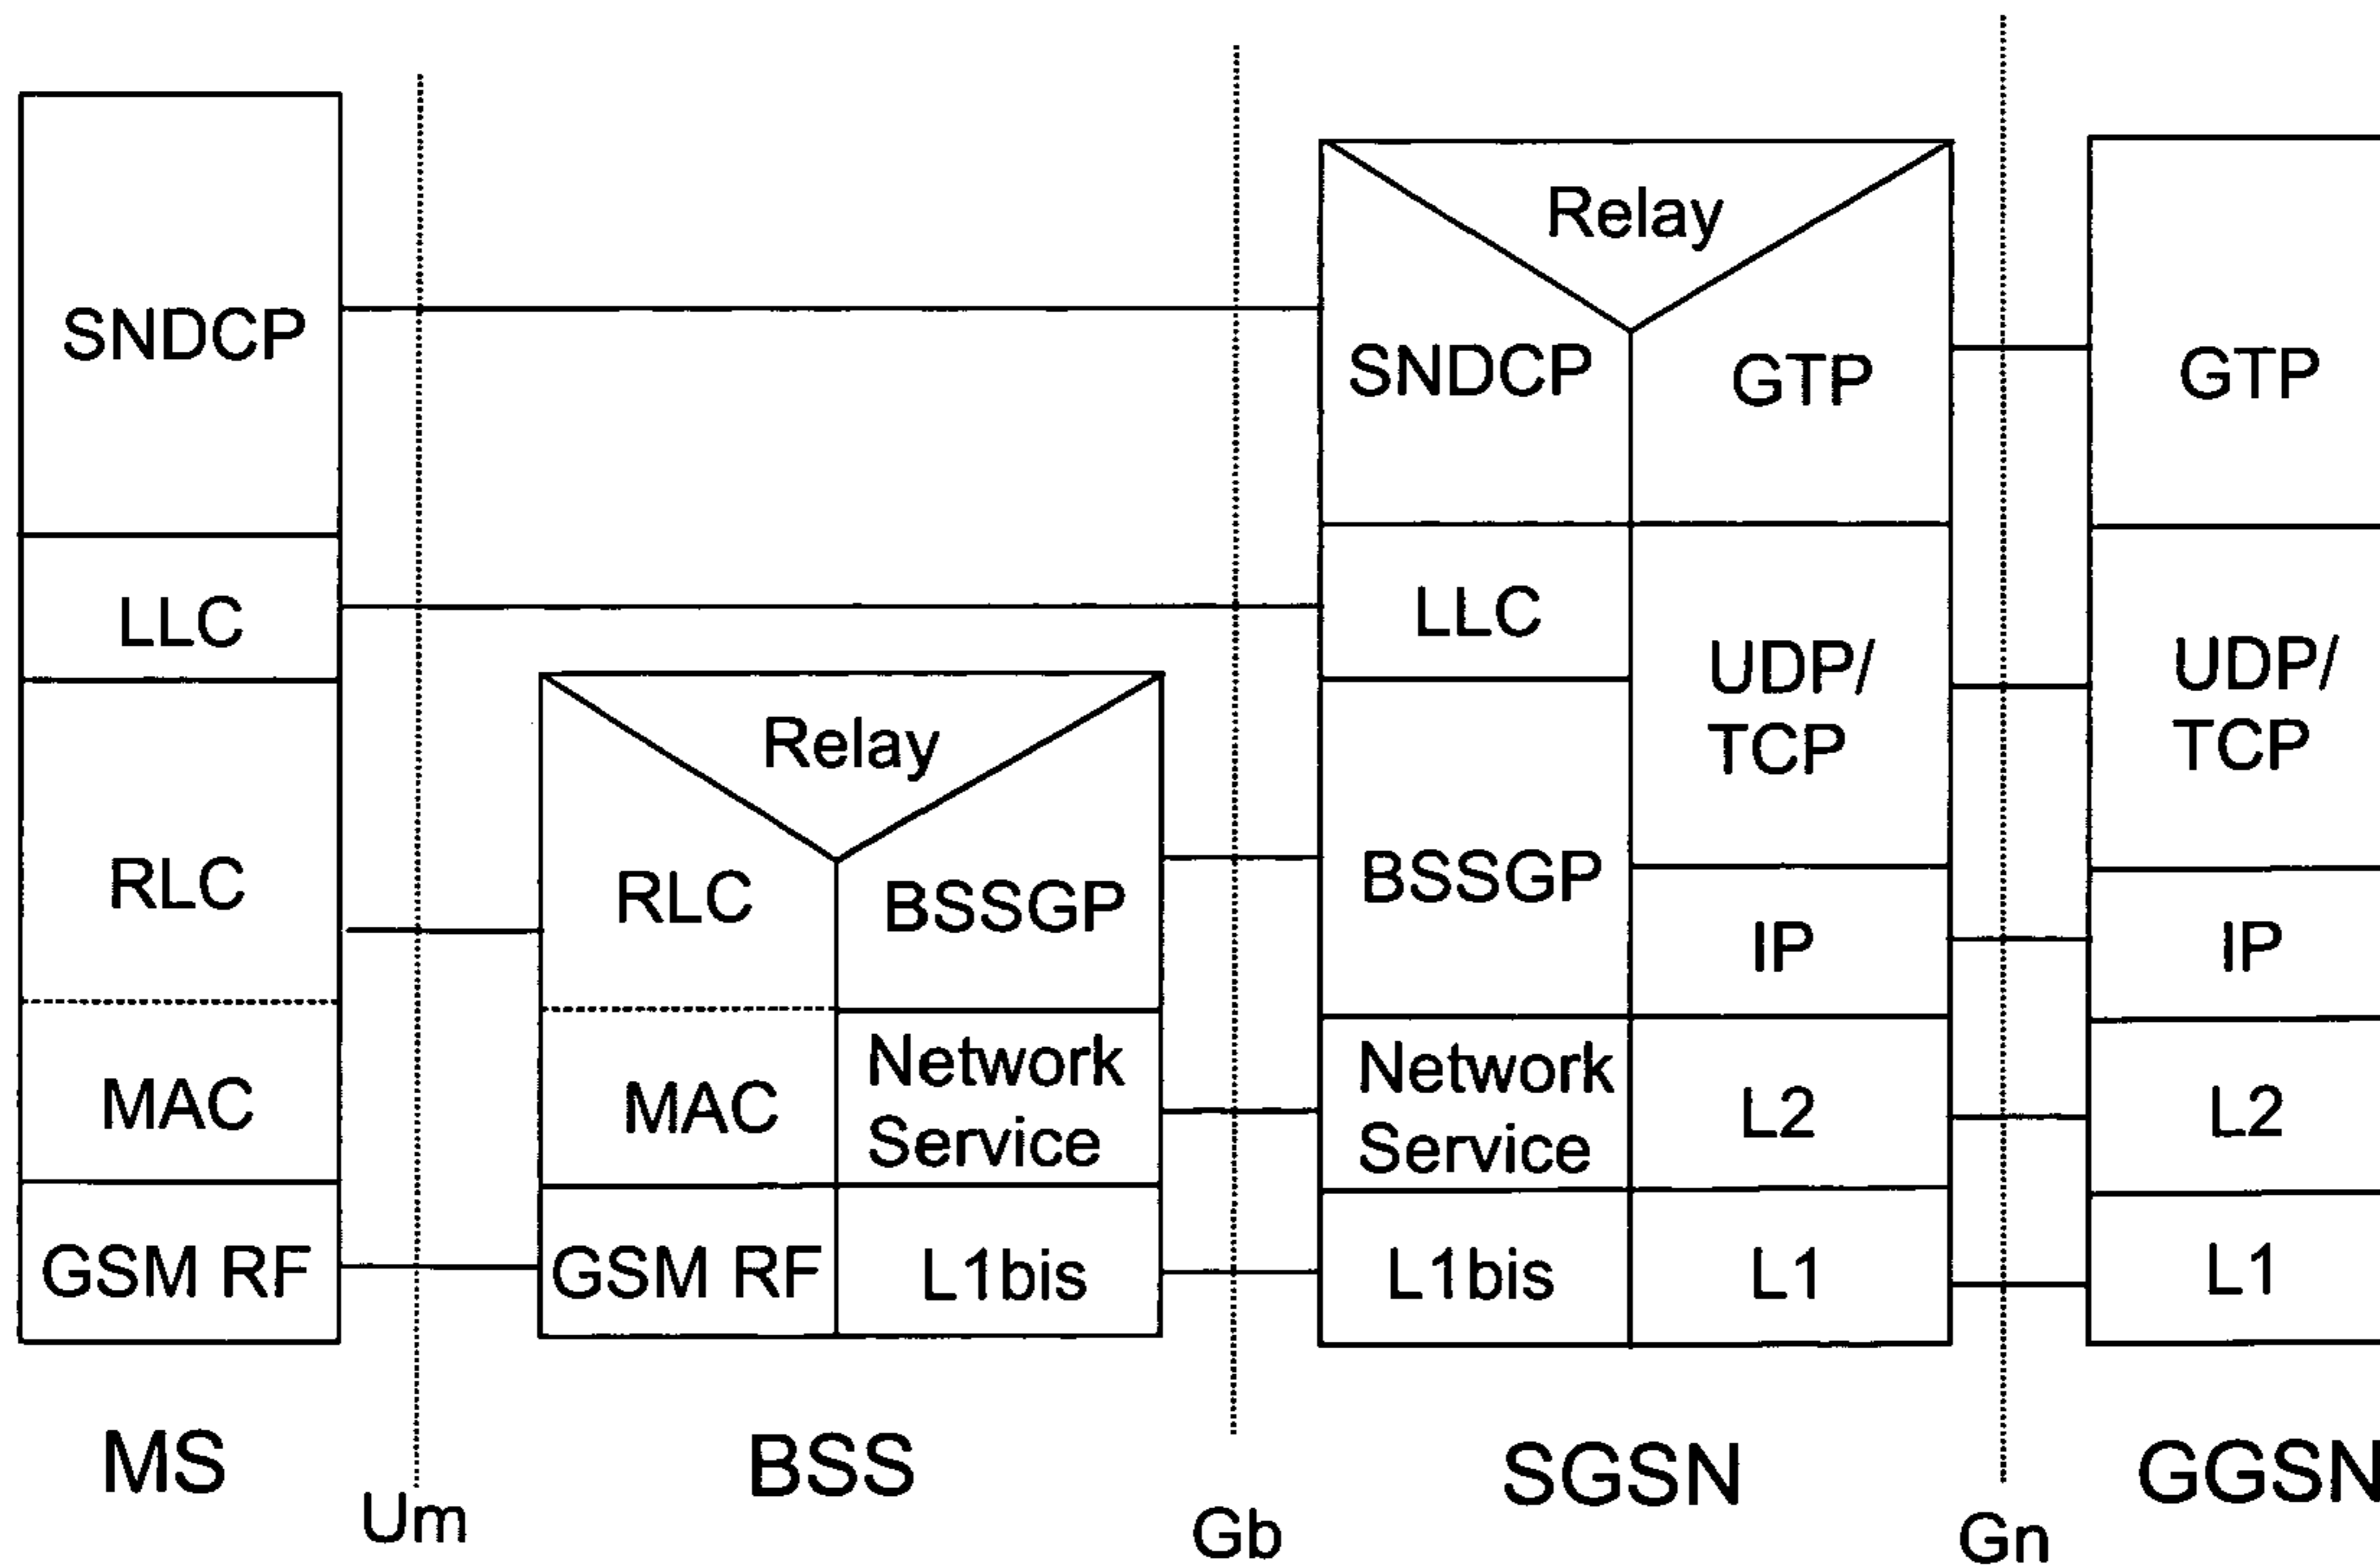 SNDCP
LLC
RLC
MAC
GSM RF
MS
Um
Relay
RLC
BSSGP
MAC
Network
Service
GSM RF
L1bis
BSS
Gb
Relay
SNDCP
GTP
LLC
UDP/
TCP
BSSGP
IP
Network
Service
L2
L1bis
L1
SGSN
Gn
GTP
UDP/
TCP
IP
L2
L1
GGSN